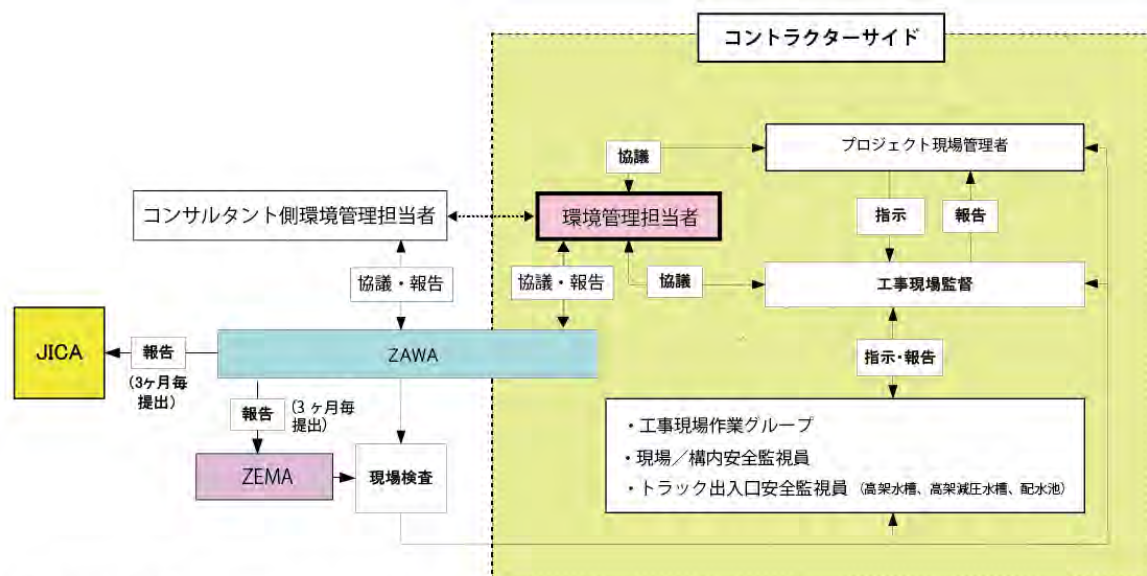 コントラクターサイド
プロジェクト現場管理者
協議
コンサルタント側環境管理担当者
環境管理担当者
指示
報告
協議・報告
協議・報告
協議
工事現場監督
JICA
報告
(3ヶ月毎
提出)
ZAWA
指示・報告
報告
(3ヶ月毎
提出)
ZEMA
現場検査
・工事現場作業グループ
・現場／構内安全監視員
・トラック出入口安全監視員 (高架水槽、高架減圧水槽、配水池)